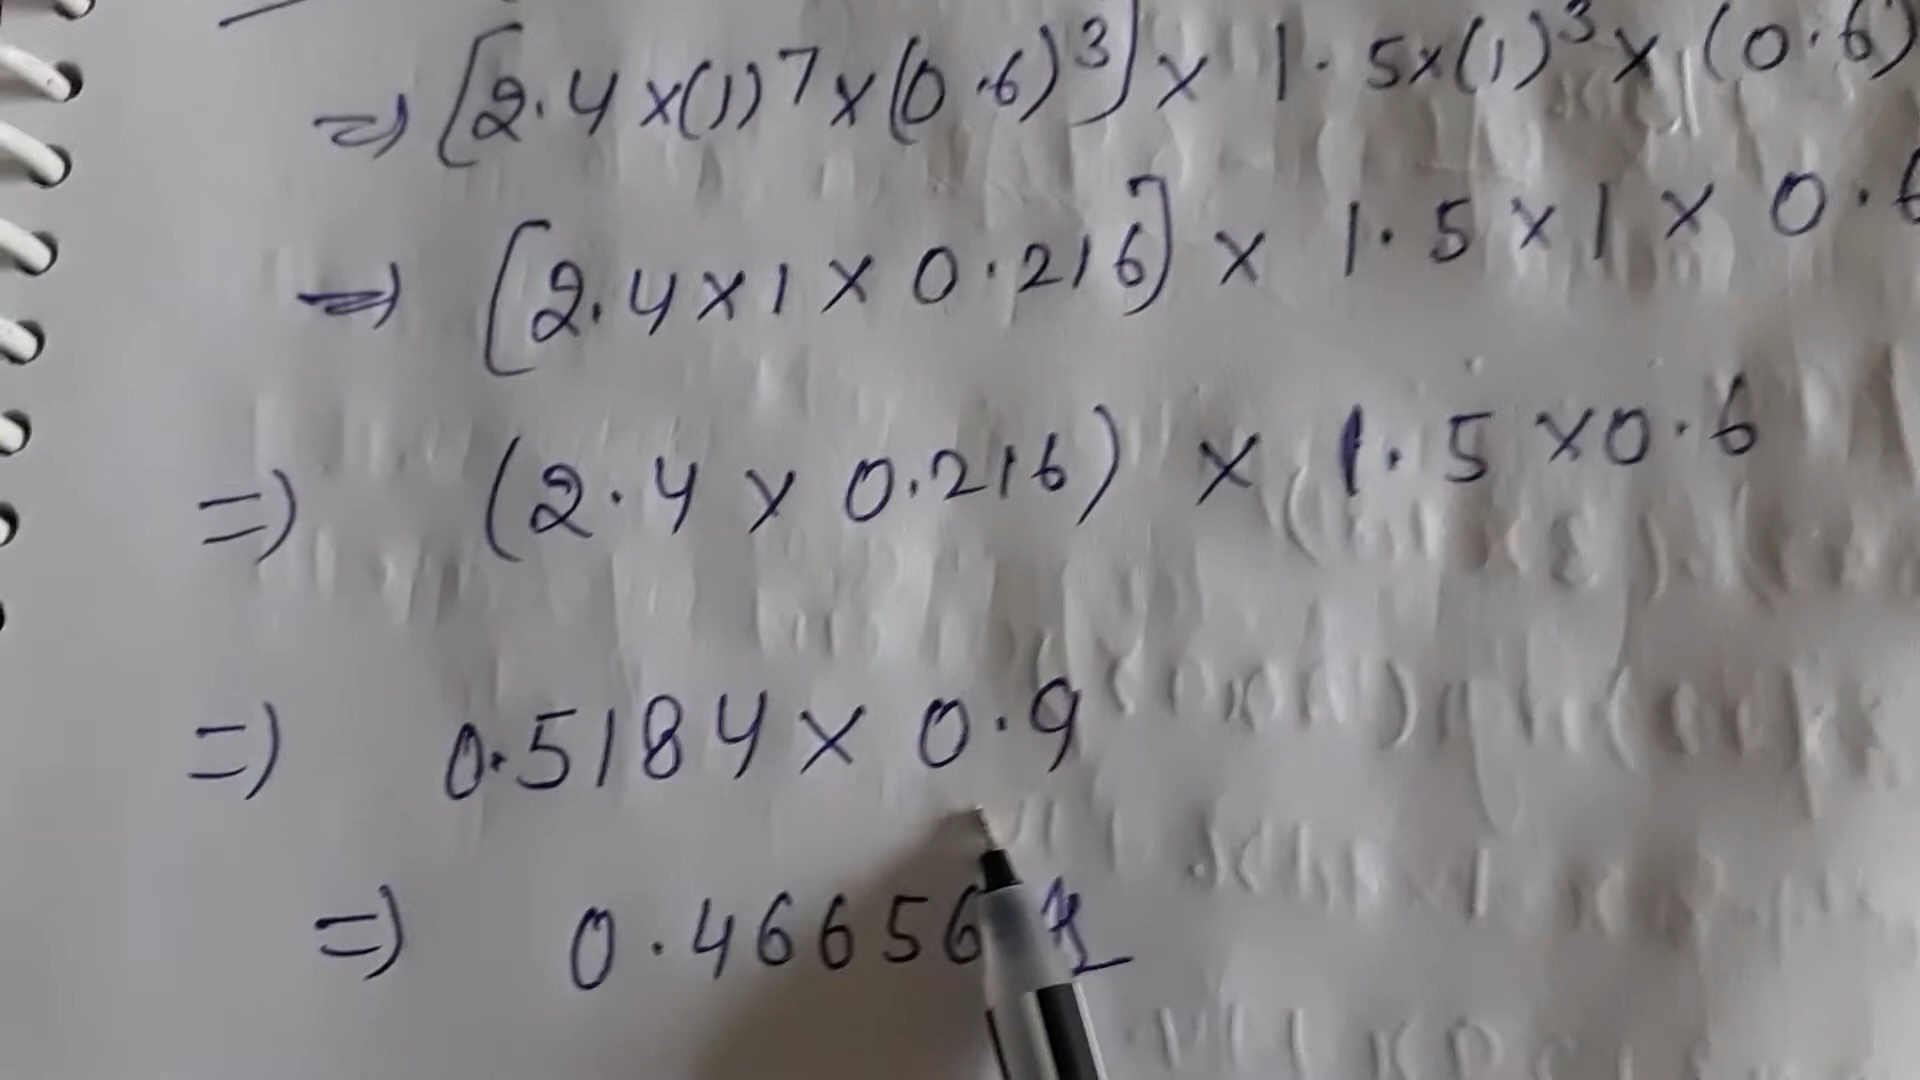 ⇒ [2.4 ×(1)⁷ × (0.6)³] × 1.5×(1)³ × (0.6)
⇒ [2.4 × 1 × 0.216] × 1.5 × 1 × 0.6
⇒ (2.4 × 0.216) × 1.5 × 0.6
⇒ 0.5184 × 0.9
⇒ 0.46656